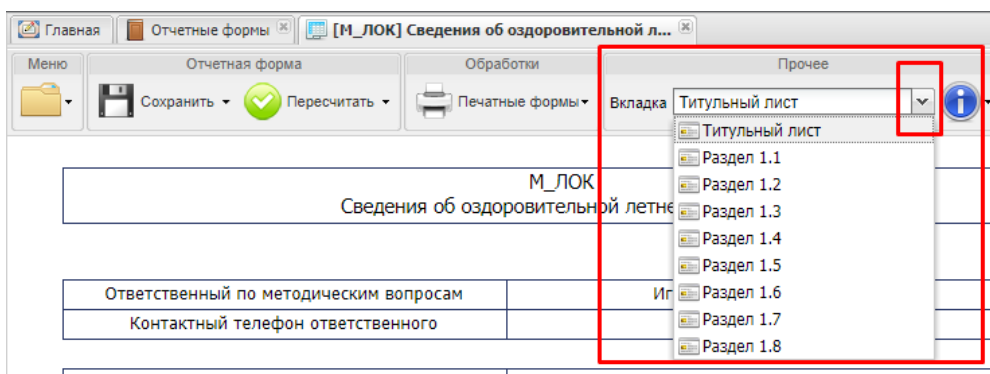 Главная Отчетные формы [М_ЛОК] Сведения об оздоровительной л...
Меню Отчетная форма Обработки Прочее
Сохранить Пересчитать Печатные формы Вкладка Титульный лист
Титульный лист
Раздел 1.1
Раздел 1.2
Раздел 1.3
Раздел 1.4
Раздел 1.5
Раздел 1.6
Раздел 1.7
Раздел 1.8
М_ЛОК
Сведения об оздоровительной летне
Ответственный по методическим вопросам Иг
Контактный телефон ответственного